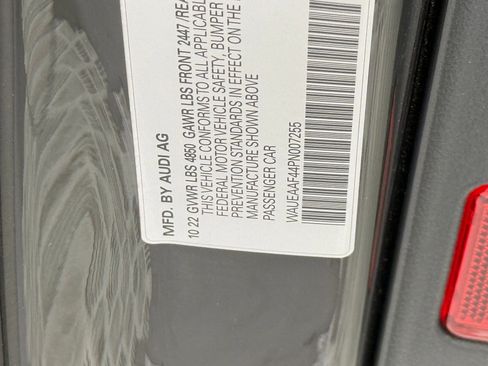 MFD. BY AUDI AG
10 22 GVWR LBS 4850 GAWR LBS FRONT 2447 /REA
THIS VEHICLE CONFORMS TO ALL APPLICABLE
FEDERAL MOTOR VEHICLE SAFETY, BUMPER
PREVENTION STANDARDS IN EFFECT ON THE
MANUFACTURE SHOWN ABOVE
PASSENGER CAR
WAUEAAF44PN007255